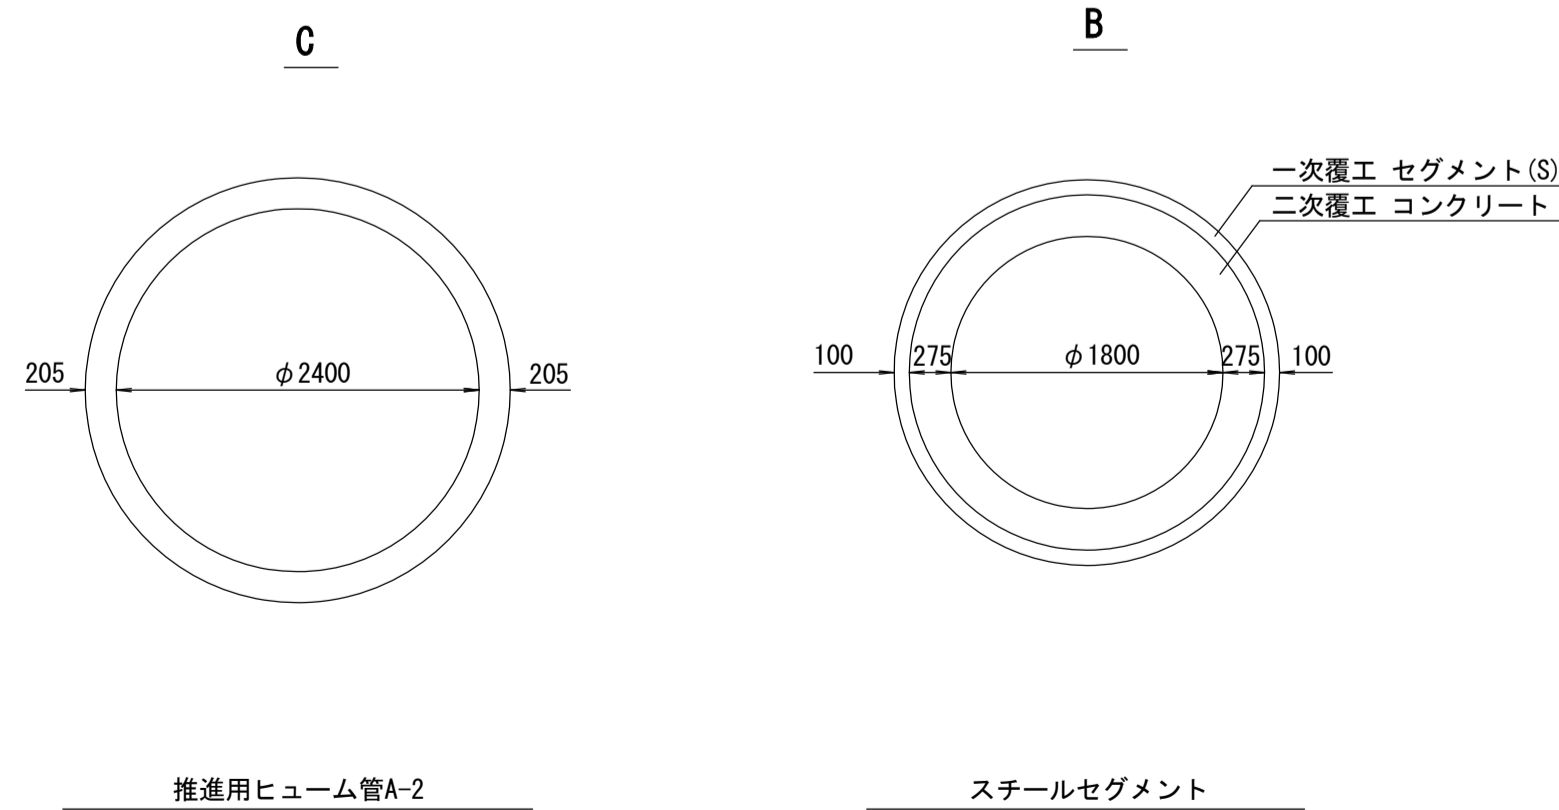 C
205
φ2400
205
推進用ヒューム管A-2
B
一次覆工 セグメント(S)
二次覆工 コンクリート
100
275
φ1800
275
100
スチールセグメント